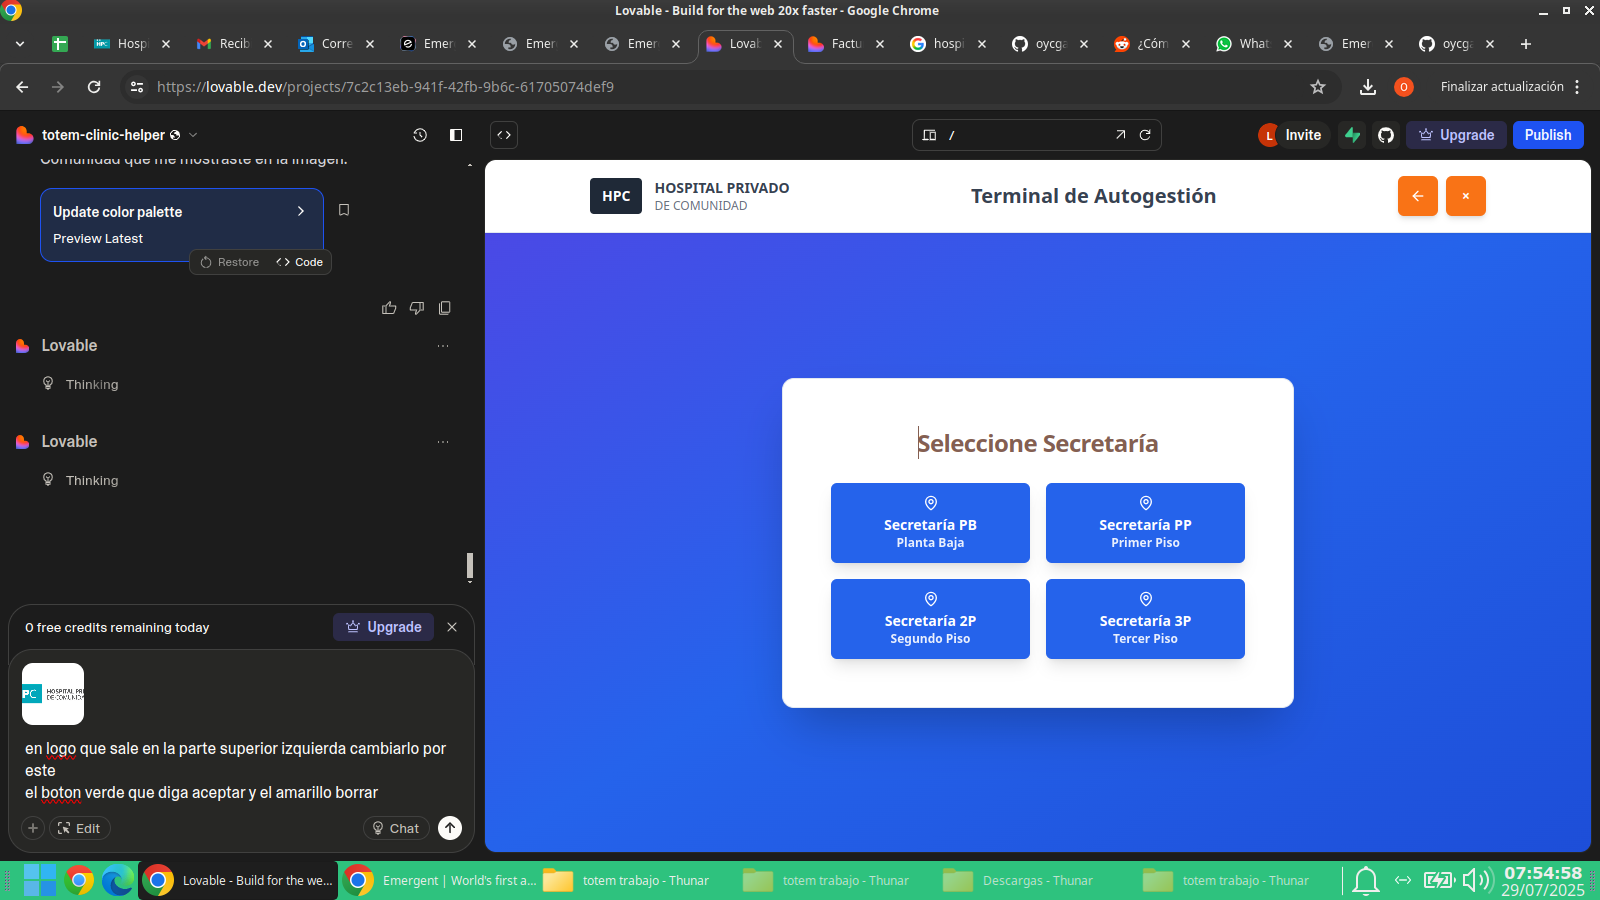 Lovable - Build for the web 20x faster - Google Chrome
Hosp
Recib
Corre
Emer
Emer
Emer
Lovab
Factu
hospi
oycga
¿Cóm
What
Emer
oycga
https://lovable.dev/projects/7c2c13eb-941f-42fb-9b6c-61705074def9
O
Finalizar actualización
totem-clinic-helper
/
L
Invite
Upgrade
Publish
Comunidad que me mostraste en la imagen.
Update color palette
Preview Latest
Restore
Code
Lovable
Thinking
Lovable
Thinking
0 free credits remaining today
Upgrade
PC HOSPITAL PRI
DE COMUNIDA
en logo que sale en la parte superior izquierda cambiarlo por
este
el boton verde que diga aceptar y el amarillo borrar
Edit
Chat
HPC
HOSPITAL PRIVADO
DE COMUNIDAD
Terminal de Autogestión
Seleccione Secretaría
Secretaría PB
Planta Baja
Secretaría PP
Primer Piso
Secretaría 2P
Segundo Piso
Secretaría 3P
Tercer Piso
Lovable - Build for the we...
Emergent | World's first a...
totem trabajo - Thunar
totem trabajo - Thunar
Descargas - Thunar
totem trabajo - Thunar
07:54:58
29/07/2025